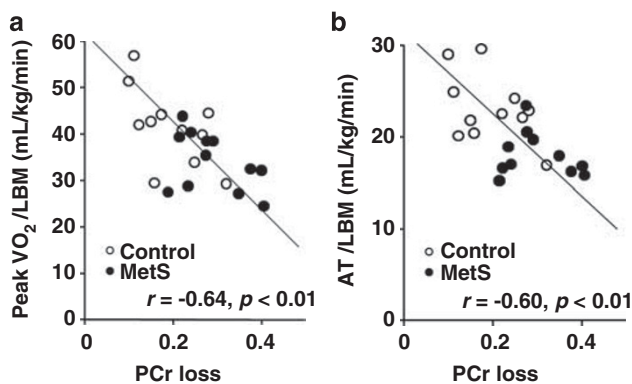 a
Peak VO2 /LBM (mL/kg/min)
60
50
40
30
20
10
0
0
0.2
0.4
Control
MetS
r = -0.64, p < 0.01
PCr loss
b
AT /LBM (mL/kg/min)
30
20
10
0
0
0.2
0.4
Control
MetS
r = -0.60, p < 0.01
PCr loss